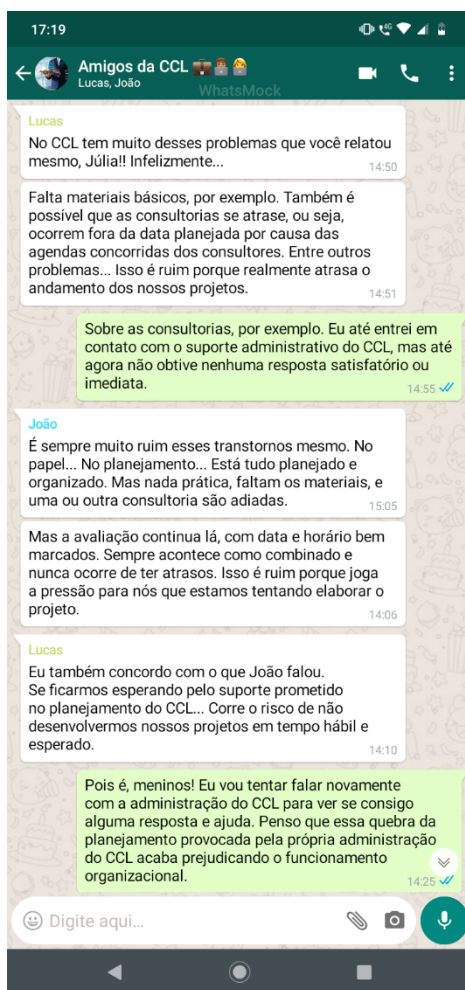 17:19
Amigos da CCL
Lucas, João
WhatsMock
Lucas
No CCL tem muito desses problemas que você relatou
mesmo, Júlia!! Infelizmente...
14:50
Falta materiais básicos, por exemplo. Também é
possível que as consultorias se atrase, ou seja,
ocorrem fora da data planejada por causa das
agendas concorridas dos consultores. Entre outros
problemas... Isso é ruim porque realmente atrasa o
andamento dos nossos projetos.
14:51
Sobre as consultorias, por exemplo. Eu até entrei em
contato com o suporte administrativo do CCL, mas até
agora não obtive nenhuma resposta satisfatório ou
imediata.
14:55
João
É sempre muito ruim esses transtornos mesmo. No
papel... No planejamento... Está tudo planejado e
organizado. Mas nada prática, faltam os materiais, e
uma ou outra consultoria são adiadas.
15:05
Mas a avaliação continua lá, com data e horário bem
marcados. Sempre acontece como combinado e
nunca ocorre de ter atrasos. Isso é ruim porque joga
a pressão para nós que estamos tentando elaborar o
projeto.
14:06
Lucas
Eu também concordo com o que João falou.
Se ficarmos esperando pelo suporte prometido
no planejamento do CCL... Corre o risco de não
desenvolvermos nossos projetos em tempo hábil e
esperado.
14:10
Pois é, meninos! Eu vou tentar falar novamente
com a administração do CCL para ver se consigo
alguma resposta e ajuda. Penso que essa quebra da
planejamento provocada pela própria administração
do CCL acaba prejudicando o funcionamento
organizacional.
14:25
Digite aqui...